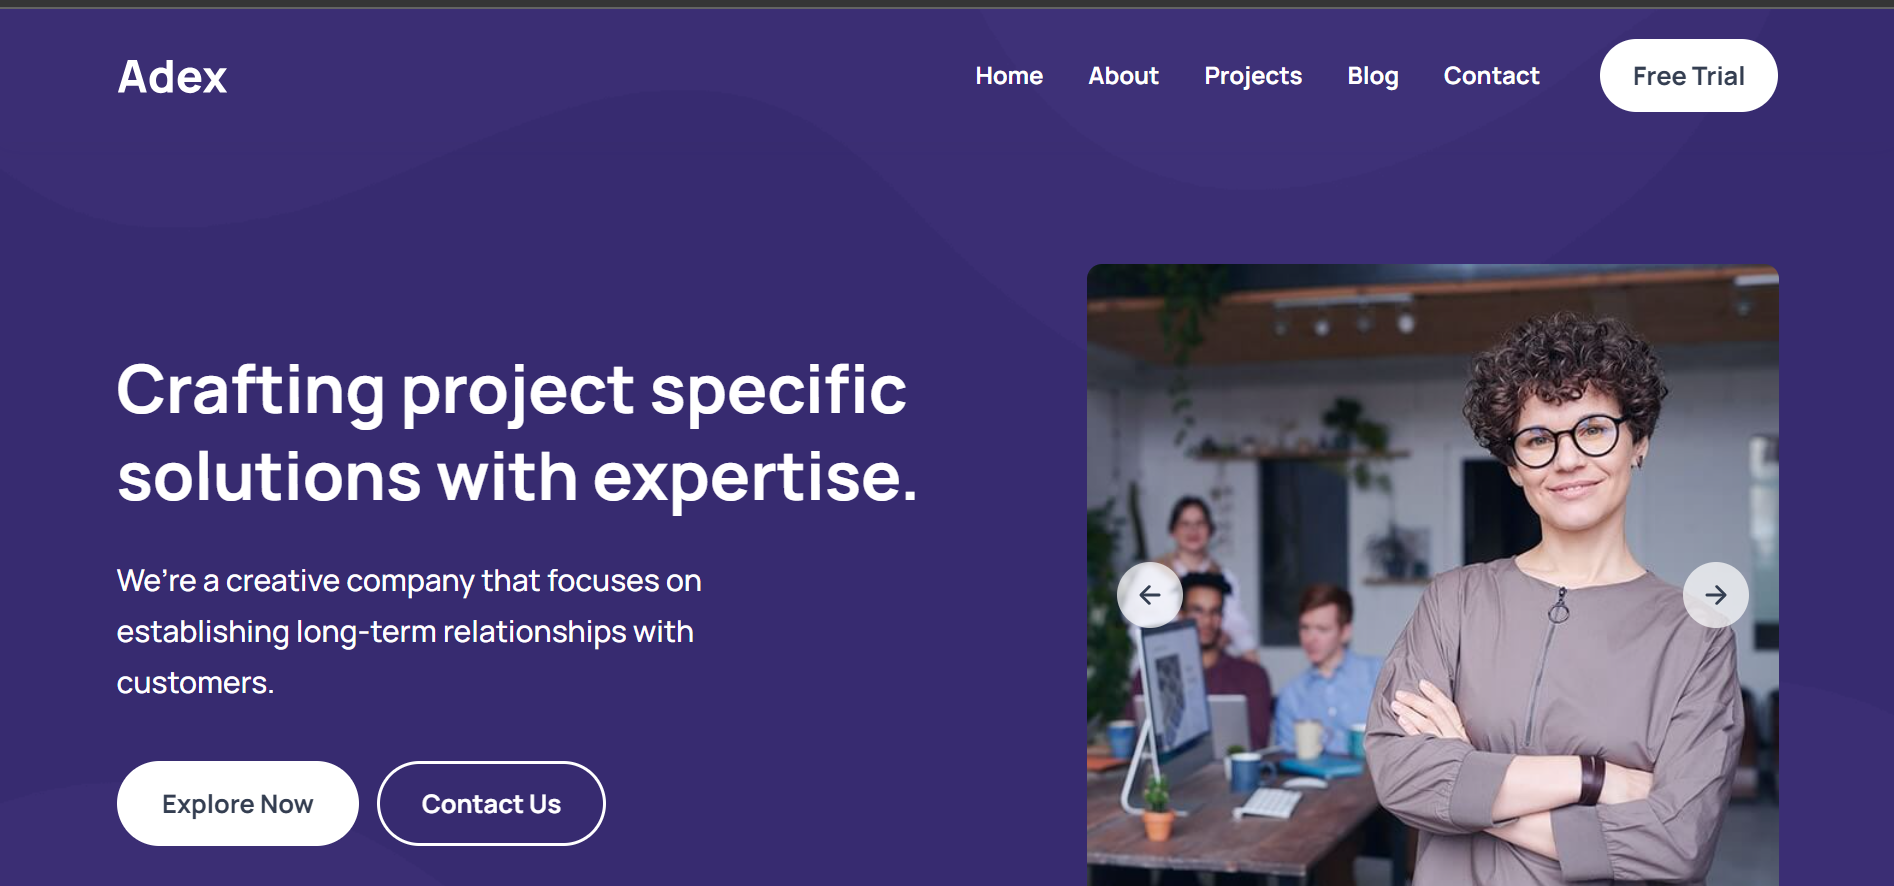 Adex
Home About Projects Blog Contact Free Trial
Crafting project specific
solutions with expertise.
We’re a creative company that focuses on
establishing long-term relationships with
customers.
Explore Now Contact Us